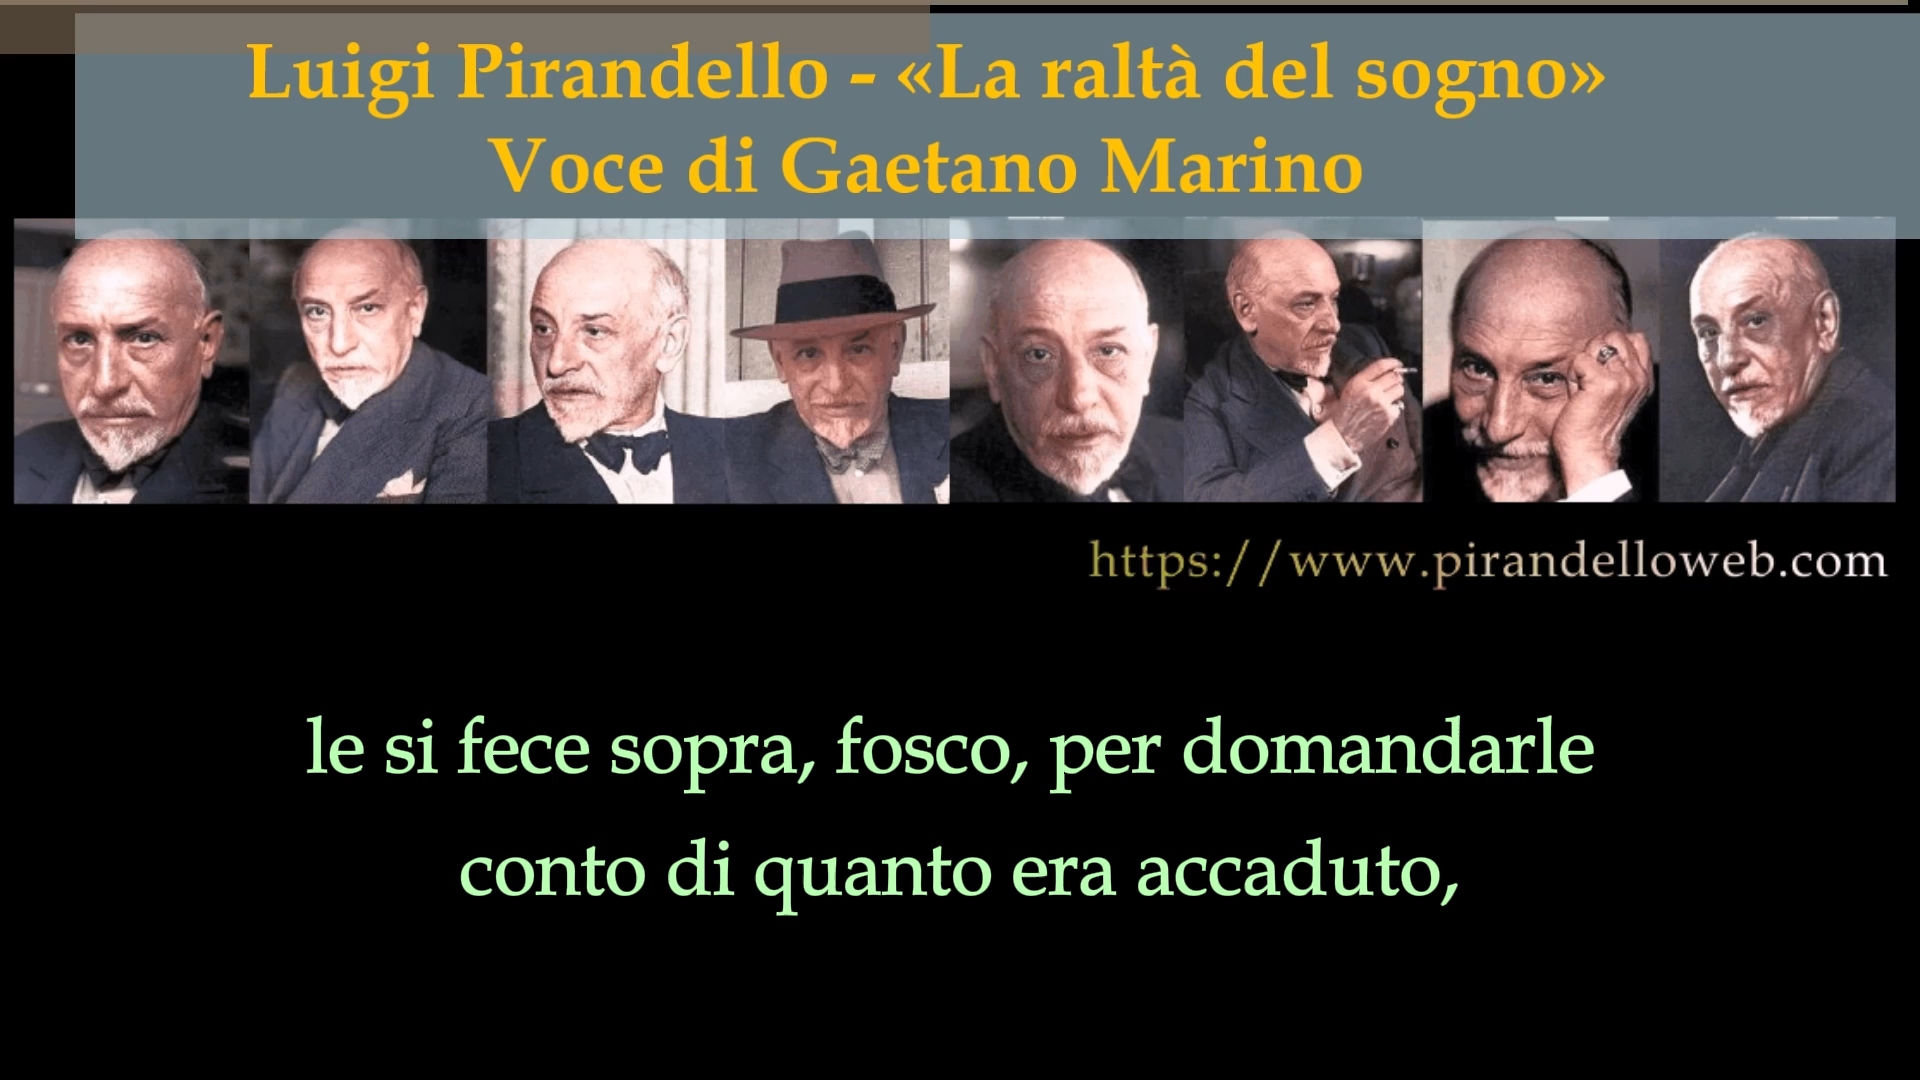 Luigi Pirandello - «La raltà del sogno»
Voce di Gaetano Marino
https://www.pirandelloweb.com
le si fece sopra, fosco, per domandarle
conto di quanto era accaduto,